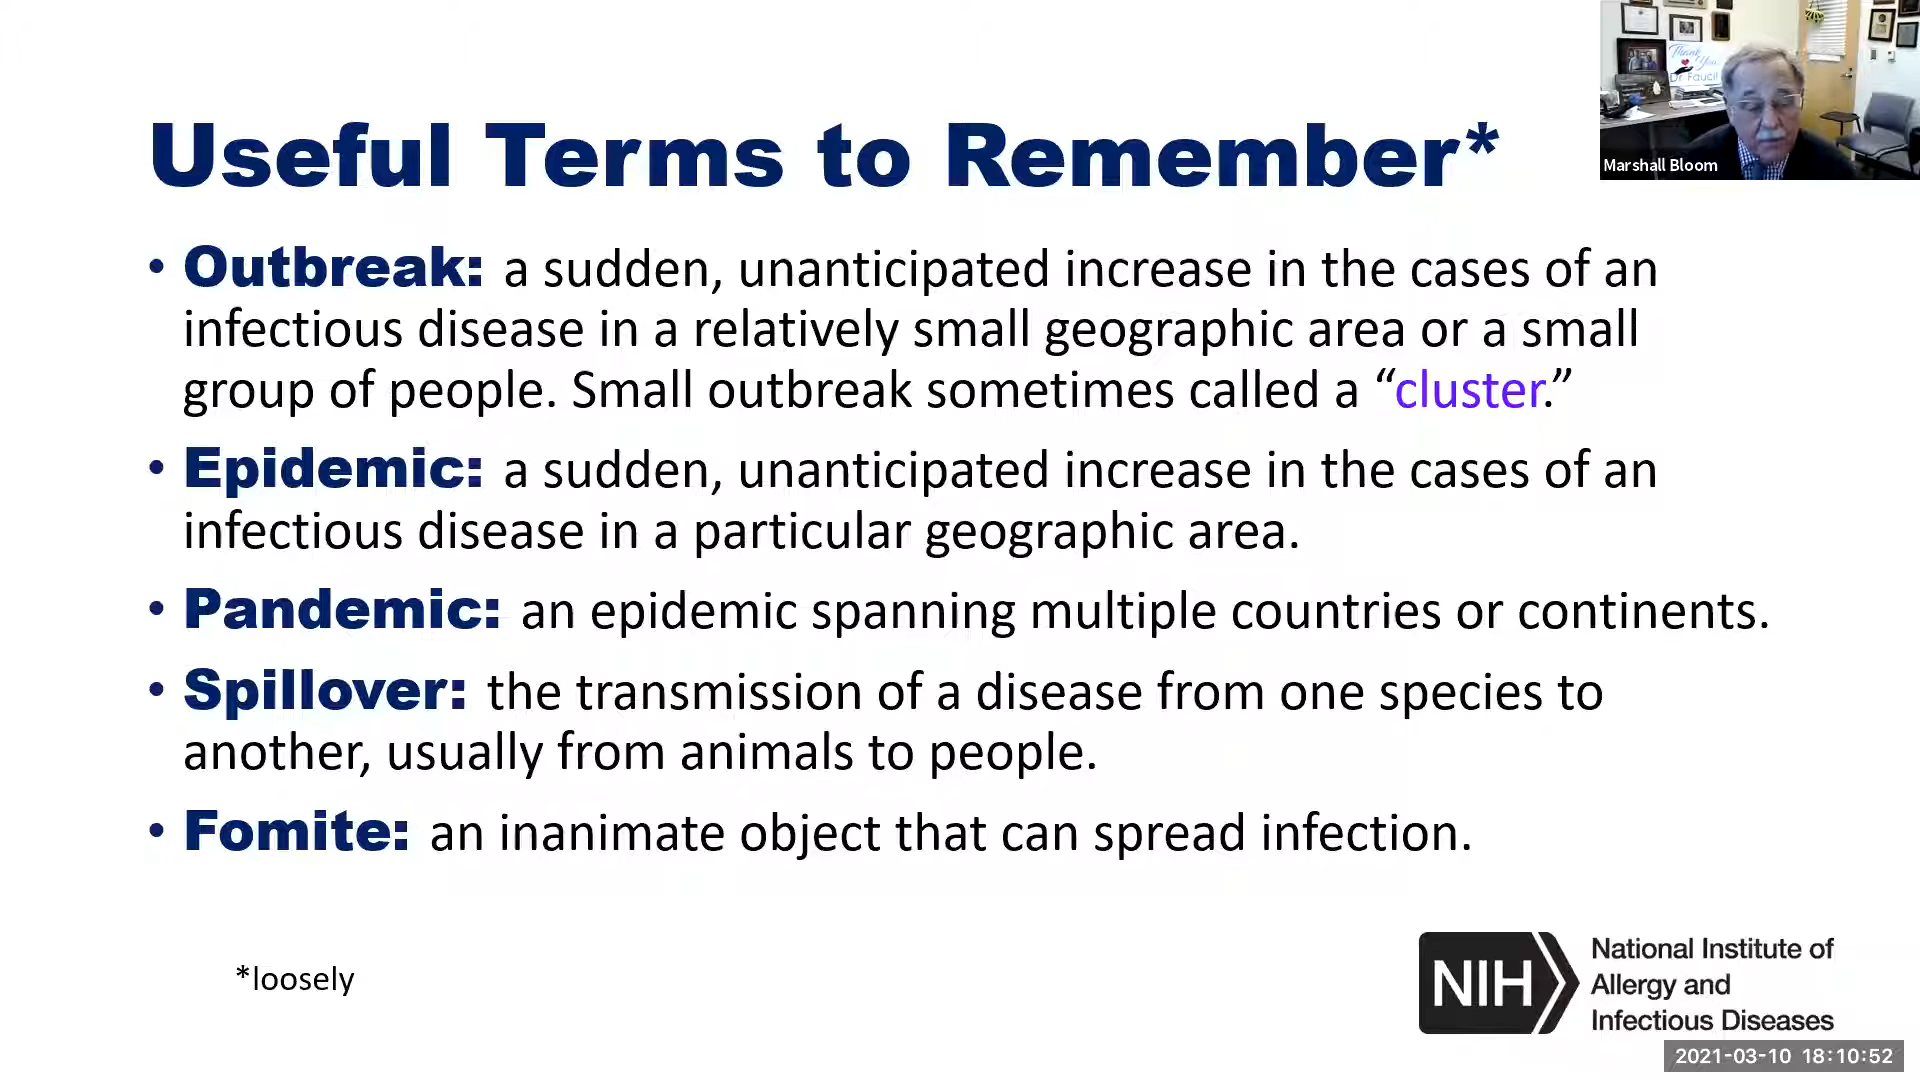 Useful Terms to Remember*
• Outbreak: a sudden, unanticipated increase in the cases of an
infectious disease in a relatively small geographic area or a small
group of people. Small outbreak sometimes called a “cluster.”
• Epidemic: a sudden, unanticipated increase in the cases of an
infectious disease in a particular geographic area.
• Pandemic: an epidemic spanning multiple countries or continents.
• Spillover: the transmission of a disease from one species to
another, usually from animals to people.
• Fomite: an inanimate object that can spread infection.
*loosely
NIH
National Institute of
Allergy and
Infectious Diseases
Thank
You
Dr Fauci!
Marshall Bloom
2021-03-10 18:10:52